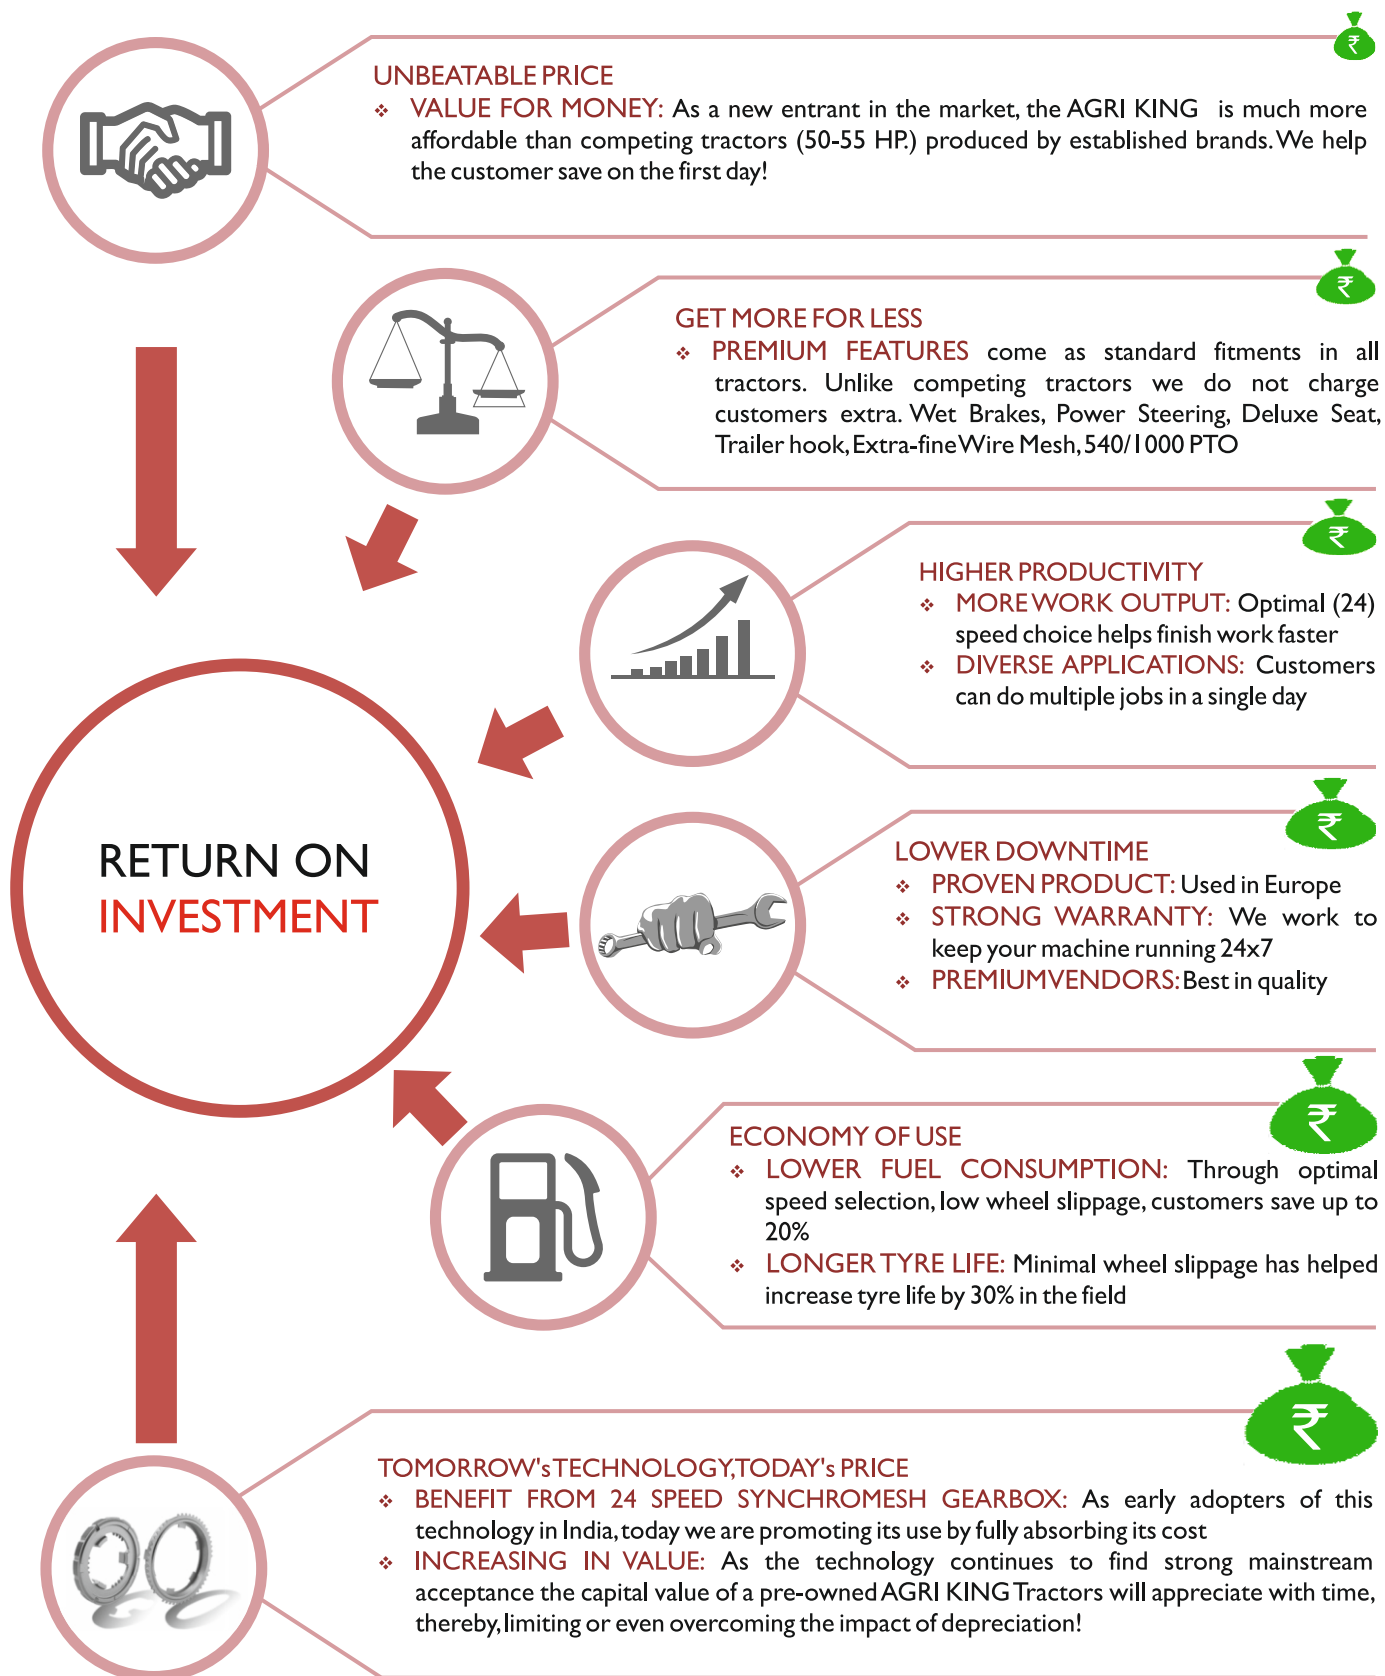 ₹
UNBEATABLE PRICE
❖ VALUE FOR MONEY: As a new entrant in the market, the AGRI KING is much more
affordable than competing tractors (50-55 HP.) produced by established brands. We help
the customer save on the first day!
₹
GET MORE FOR LESS
❖ PREMIUM FEATURES come as standard fitments in all
tractors. Unlike competing tractors we do not charge
customers extra. Wet Brakes, Power Steering, Deluxe Seat,
Trailer hook, Extra-fine Wire Mesh, 540/1000 PTO
₹
HIGHER PRODUCTIVITY
❖ MORE WORK OUTPUT: Optimal (24)
speed choice helps finish work faster
❖ DIVERSE APPLICATIONS: Customers
can do multiple jobs in a single day
₹
LOWER DOWNTIME
❖ PROVEN PRODUCT: Used in Europe
❖ STRONG WARRANTY: We work to
keep your machine running 24x7
❖ PREMIUM VENDORS: Best in quality
RETURN ON
INVESTMENT
₹
ECONOMY OF USE
❖ LOWER FUEL CONSUMPTION: Through optimal
speed selection, low wheel slippage, customers save up to
20%
❖ LONGER TYRE LIFE: Minimal wheel slippage has helped
increase tyre life by 30% in the field
₹
TOMORROW's TECHNOLOGY, TODAY's PRICE
❖ BENEFIT FROM 24 SPEED SYNCHROMESH GEARBOX: As early adopters of this
technology in India, today we are promoting its use by fully absorbing its cost
❖ INCREASING IN VALUE: As the technology continues to find strong mainstream
acceptance the capital value of a pre-owned AGRI KING Tractors will appreciate with time,
thereby, limiting or even overcoming the impact of depreciation!